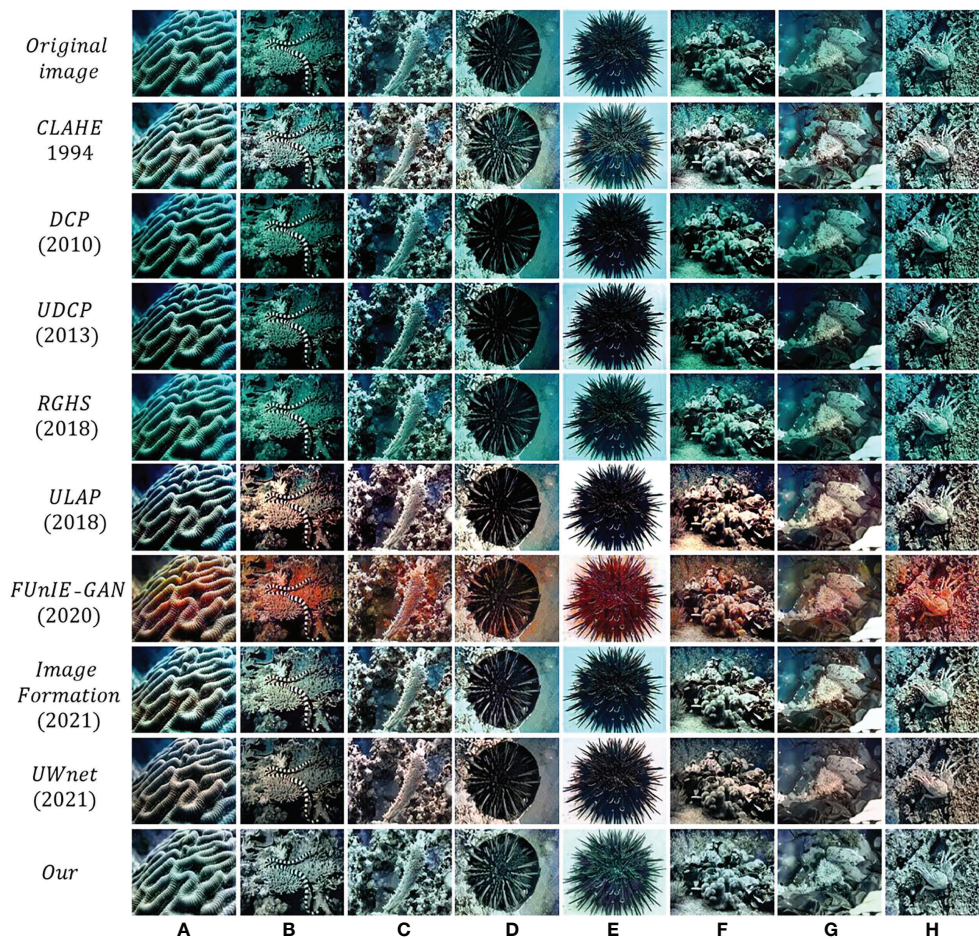 Original
image
CLAHE
1994
DCP
(2010)
UDCP
(2013)
RGHS
(2018)
ULAP
(2018)
FUnIE-GAN
(2020)
Image
Formation
(2021)
UWnet
(2021)
Our
A B C D E F G H